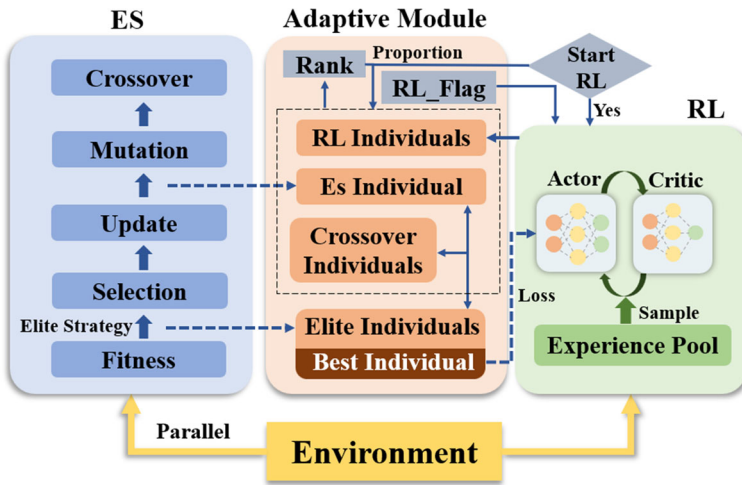 ES
Crossover
Mutation
Update
Selection
Elite Strategy
Fitness
Adaptive Module
Rank
Proportion
RL_Flag
Start
RL
Yes
RL Individuals
Es Individual
Crossover
Individuals
Elite Individuals
Best Individual
RL
Actor
Critic
Loss
Sample
Experience Pool
Parallel
Environment